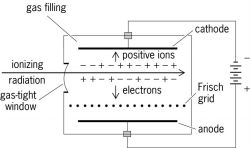 gas filling
cathode
positive ions
ionizing
radiation
− + − + + − + − + −
+ − + − − + − + − +
gas-tight
window
electrons
Frisch
grid
anode
−
+